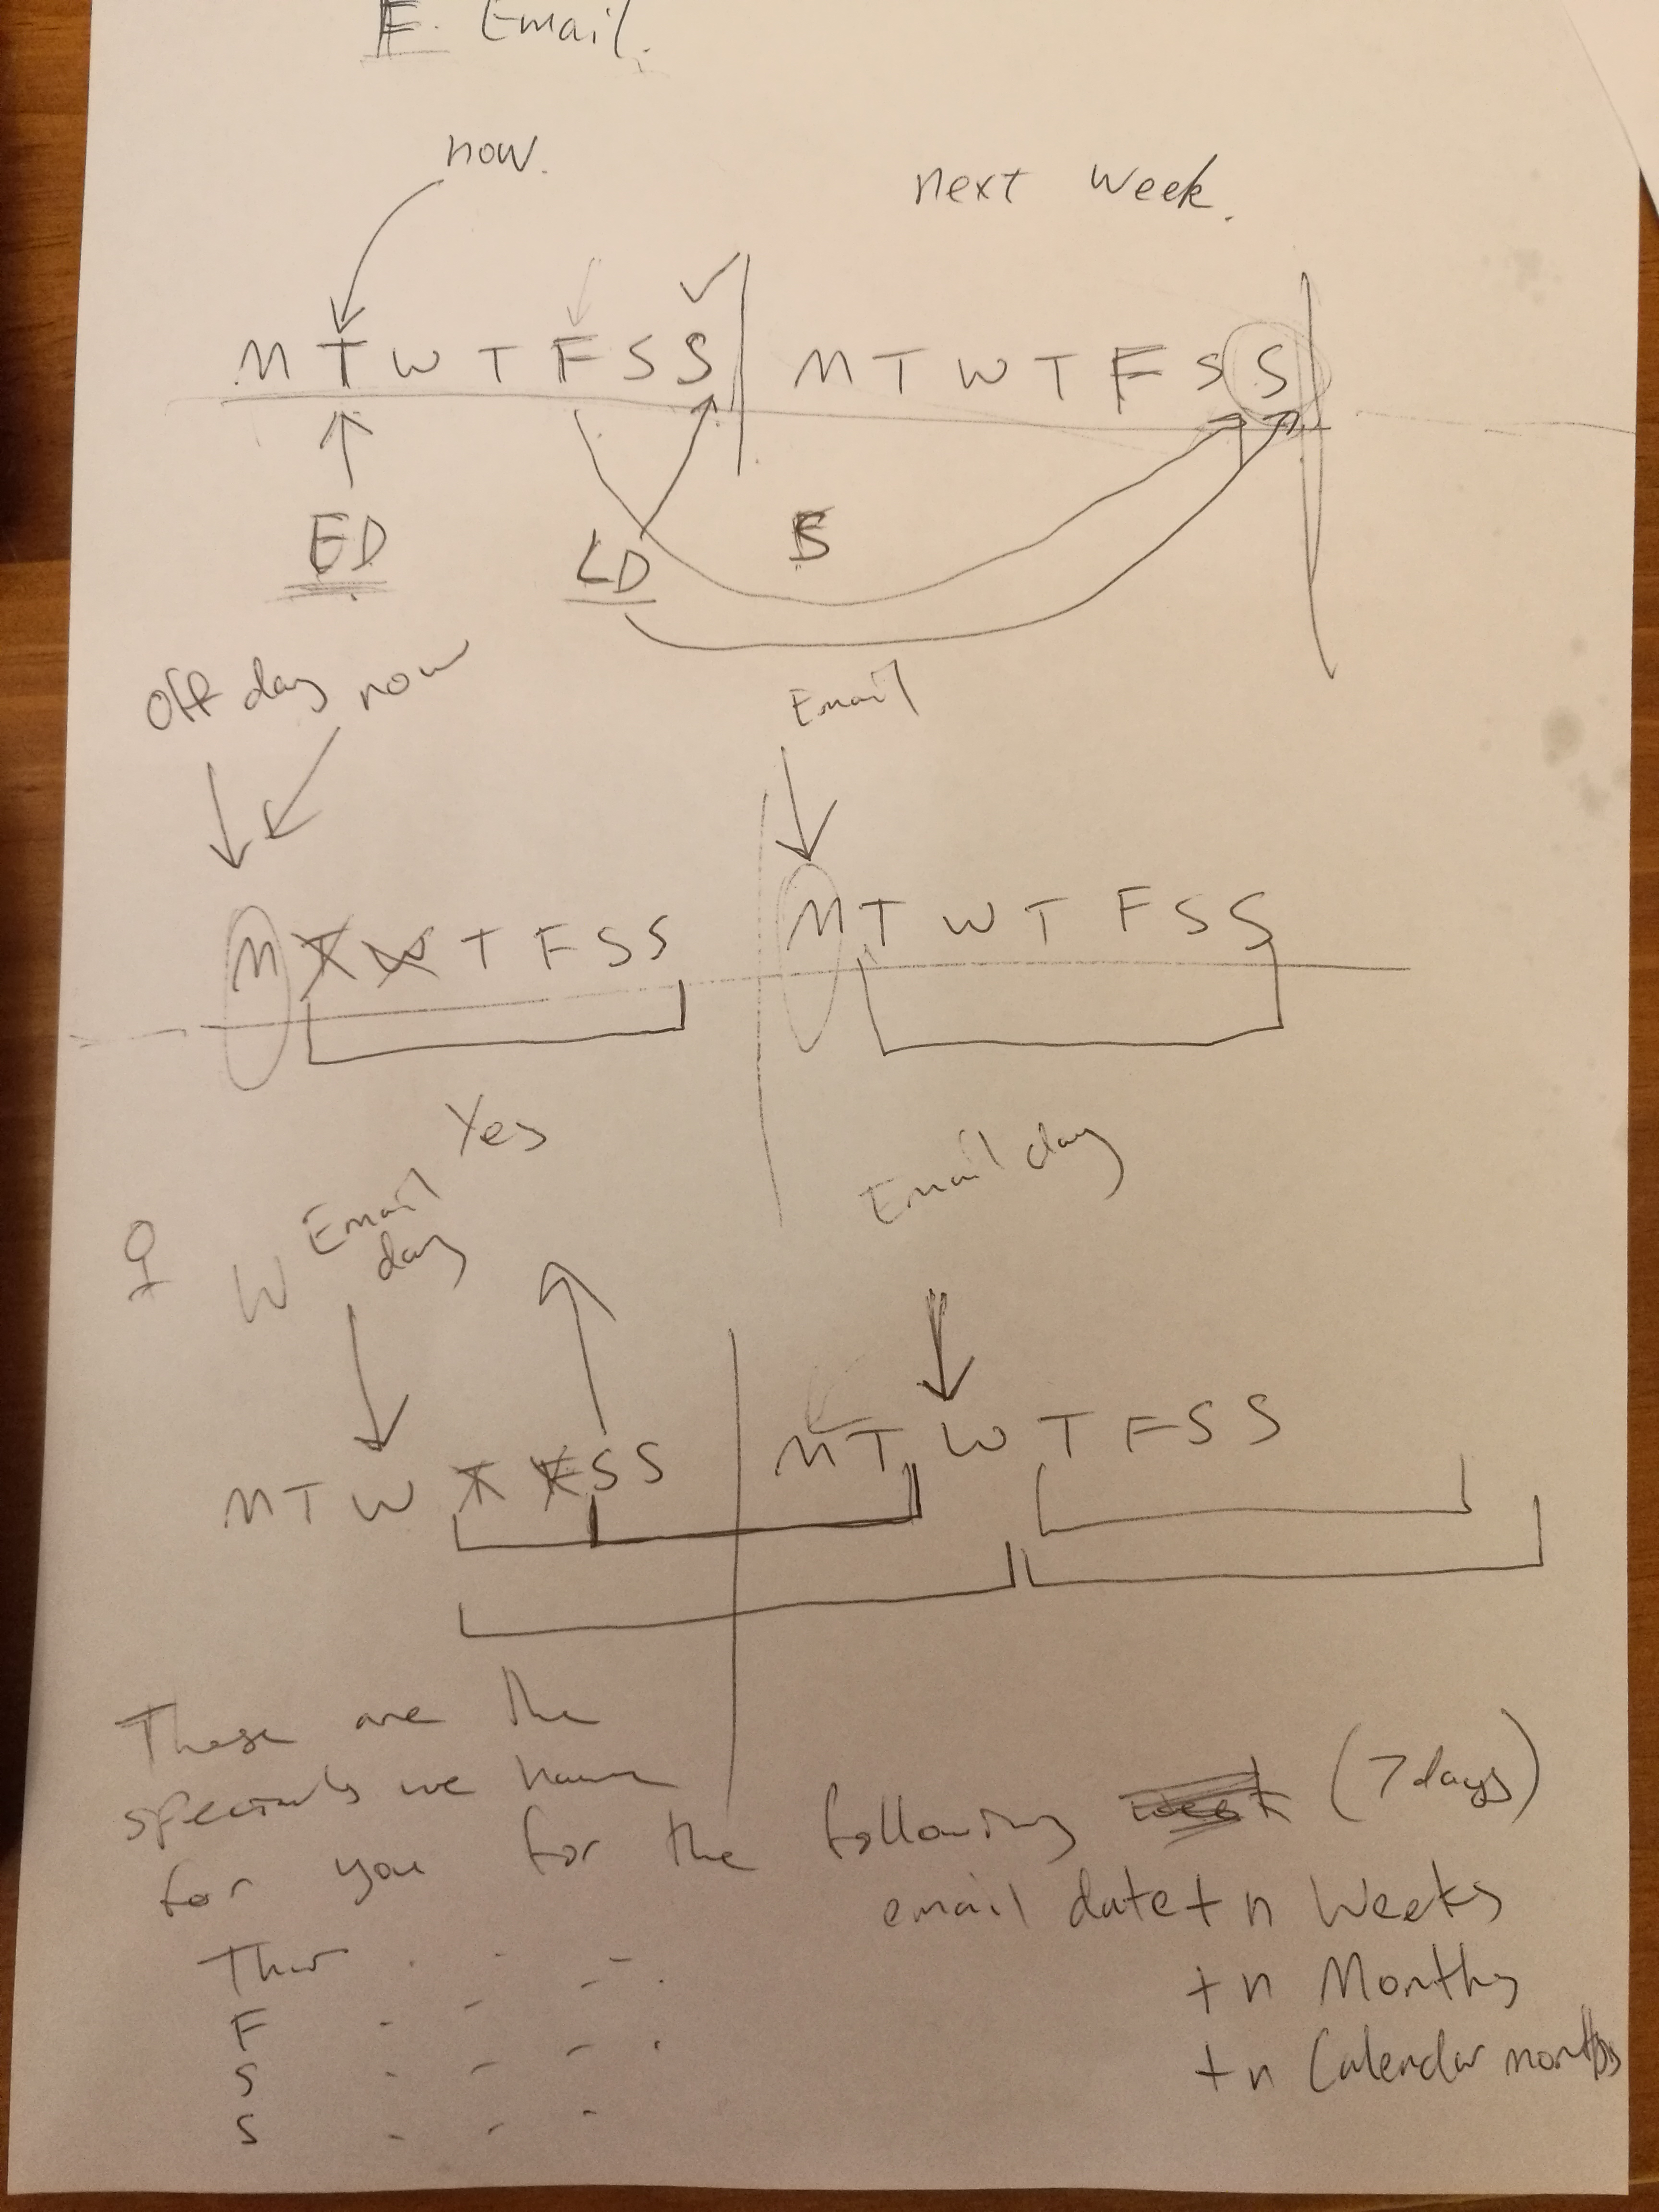 F. Email.
now.
next week.
M T W T F S S M T W T F S S
ED
LD
Off day now
Email
M T W T F S S M T W T F S S
Yes
Email day
W Email
day
M T W T F S S M T W T F S S
These are the
specials we have
for you for the following week (7 days)
email date + n Weeks
Thur
+ n Months
F
+ n Calendar months
S
S